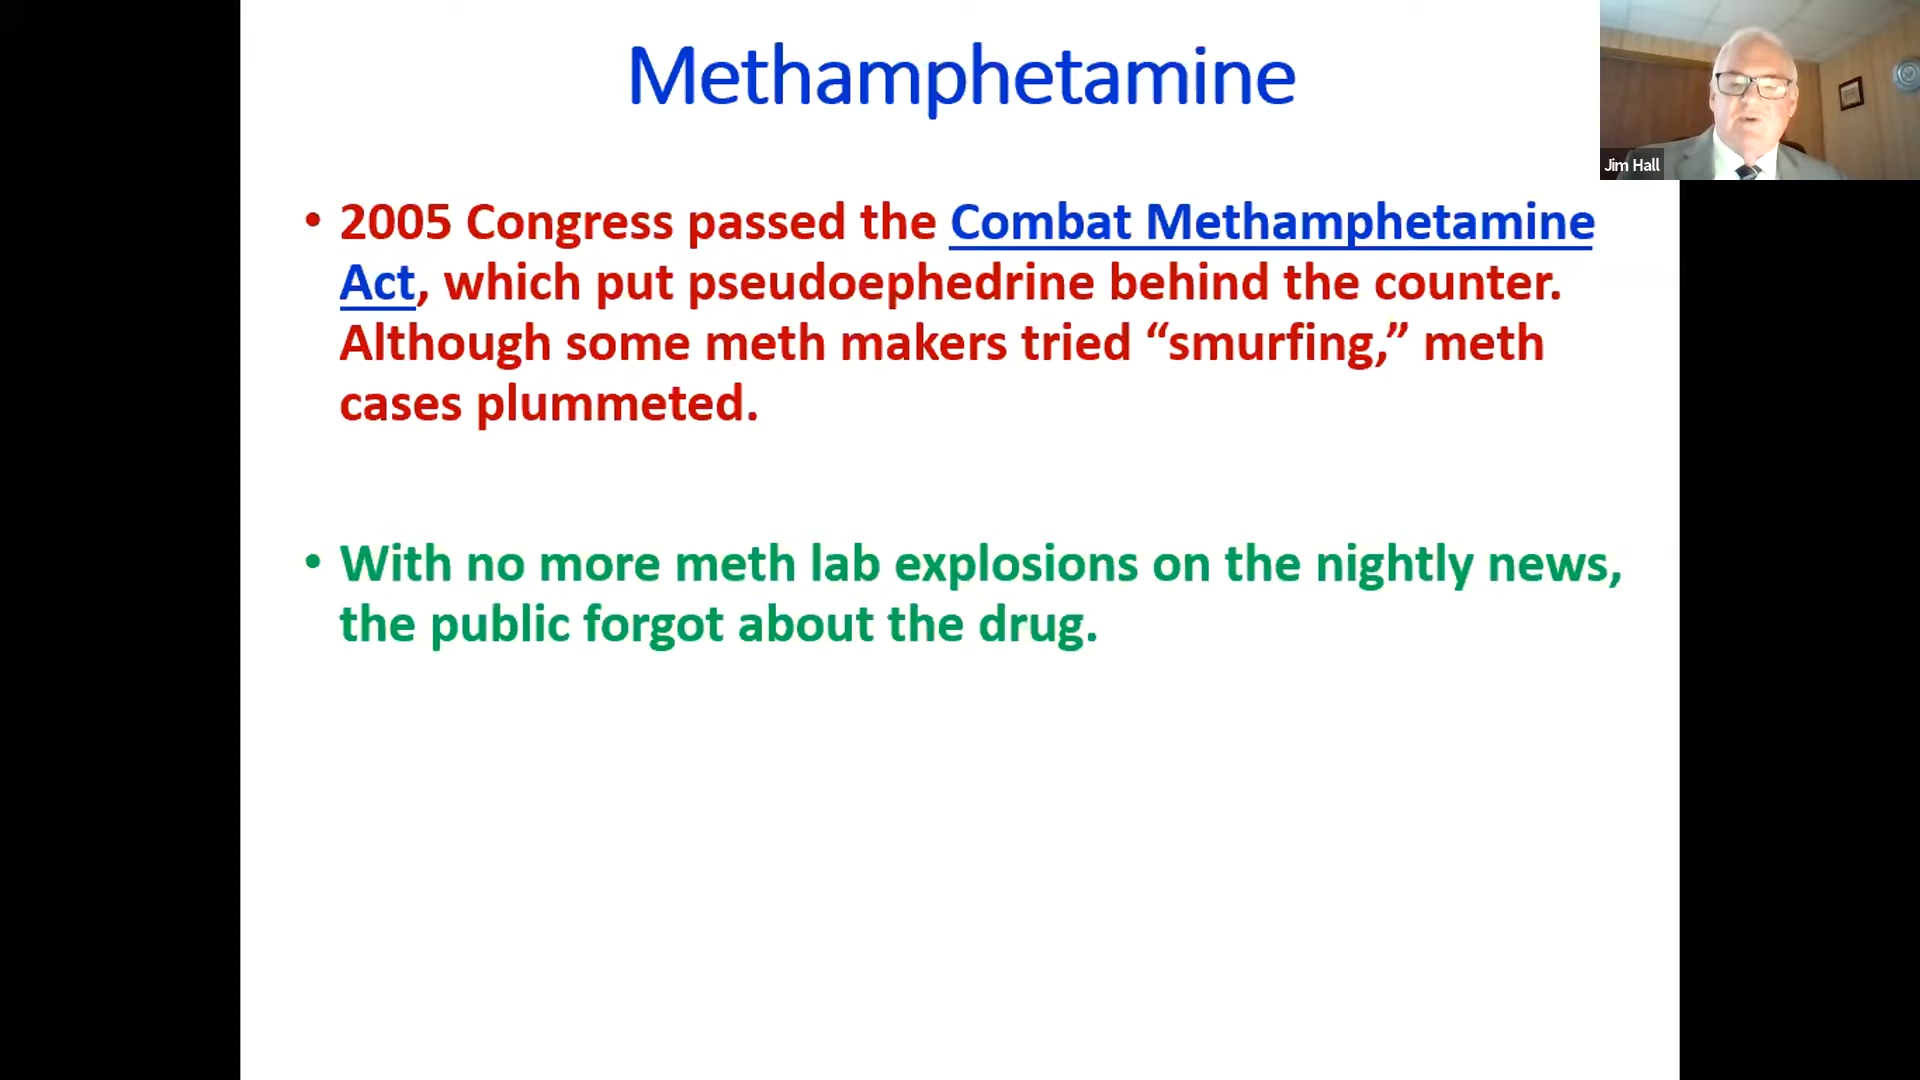 Methamphetamine
Jim Hall
• 2005 Congress passed the Combat Methamphetamine
Act, which put pseudoephedrine behind the counter.
Although some meth makers tried “smurfing,” meth
cases plummeted.
• With no more meth lab explosions on the nightly news,
the public forgot about the drug.